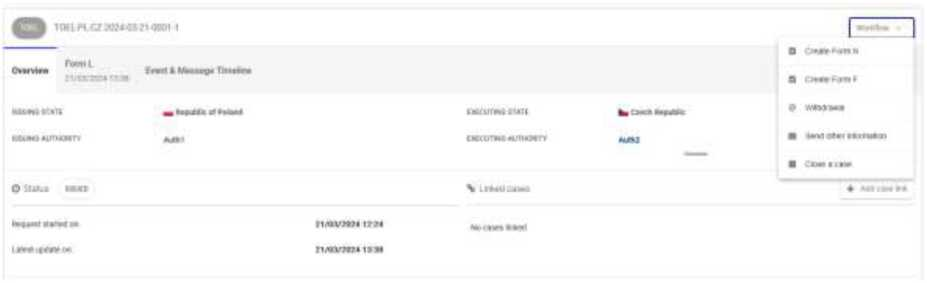 TOEL TOEL-PL-CZ-2024-03-21-0001-1 Workflow
Overview Form L Event & Message Timeline
21/03/2024 13:38
Create Form N
Create Form F
Withdrawal
Send other information
Close a case
ISSUING STATE Republic of Poland EXECUTING STATE Czech Republic
ISSUING AUTHORITY Auth1 EXECUTING AUTHORITY Auth2
Status ISSUED Linked cases Add case link
Request started on: 21/03/2024 12:24 No cases linked
Latest update on: 21/03/2024 13:38